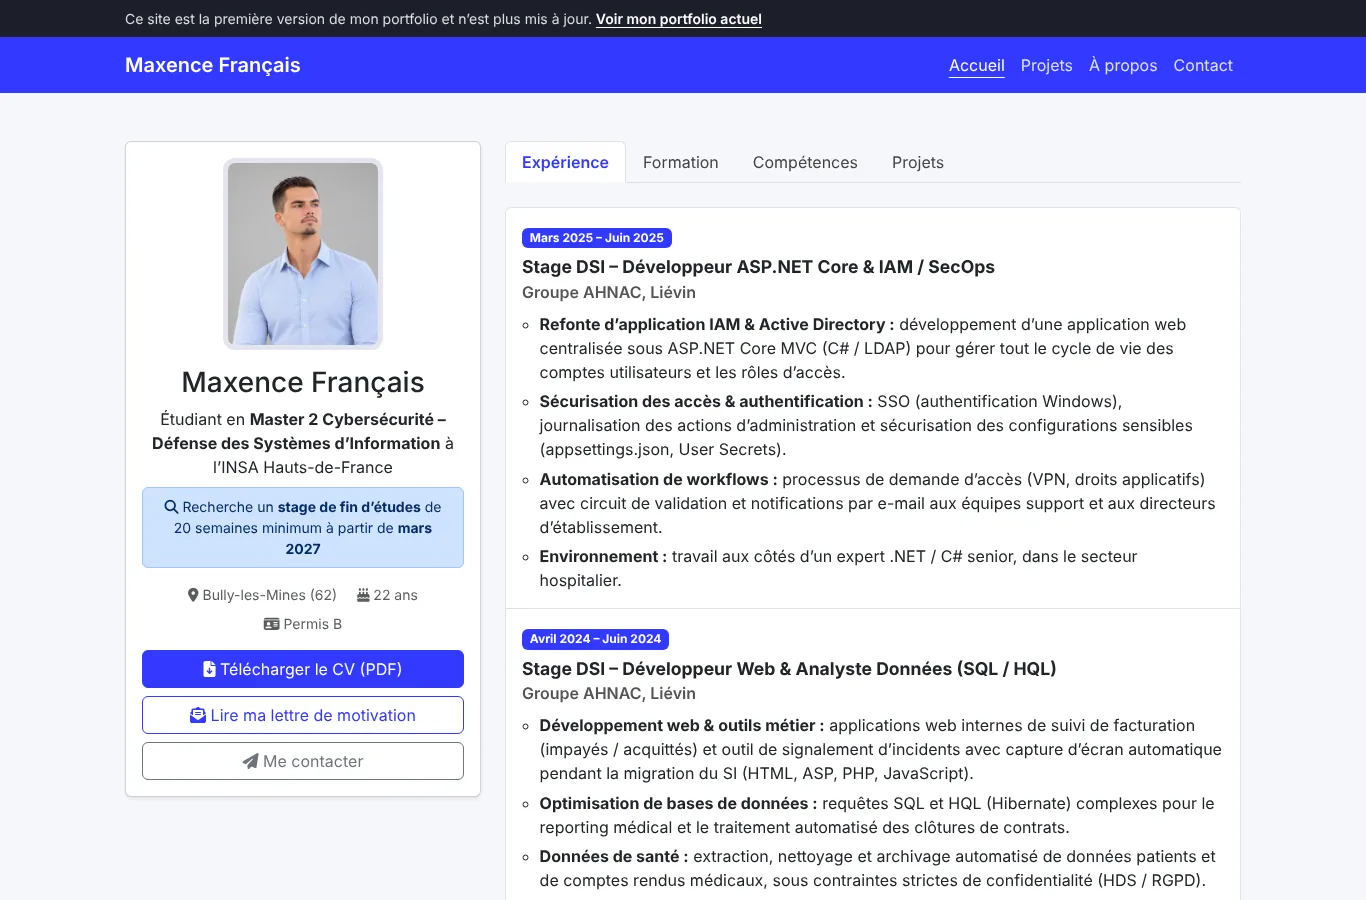 Ce site est la première version de mon portfolio et n’est plus mis à jour. Voir mon portfolio actuel
Maxence Français
Accueil Projets À propos Contact
Maxence Français
Étudiant en Master 2 Cybersécurité –
Défense des Systèmes d’Information à
l’INSA Hauts-de-France
Recherche un stage de fin d’études de
20 semaines minimum à partir de mars
2027
Bully-les-Mines (62) 22 ans
Permis B
Télécharger le CV (PDF)
Lire ma lettre de motivation
Me contacter
Expérience Formation Compétences Projets
Mars 2025 – Juin 2025
Stage DSI – Développeur ASP.NET Core & IAM / SecOps
Groupe AHNAC, Liévin
Refonte d’application IAM & Active Directory : développement d’une application web
centralisée sous ASP.NET Core MVC (C# / LDAP) pour gérer tout le cycle de vie des
comptes utilisateurs et les rôles d’accès.
Sécurisation des accès & authentification : SSO (authentification Windows),
journalisation des actions d’administration et sécurisation des configurations sensibles
(appsettings.json, User Secrets).
Automatisation de workflows : processus de demande d’accès (VPN, droits applicatifs)
avec circuit de validation et notifications par e-mail aux équipes support et aux directeurs
d’établissement.
Environnement : travail aux côtés d’un expert .NET / C# senior, dans le secteur
hospitalier.
Avril 2024 – Juin 2024
Stage DSI – Développeur Web & Analyste Données (SQL / HQL)
Groupe AHNAC, Liévin
Développement web & outils métier : applications web internes de suivi de facturation
(impayés / acquittés) et outil de signalement d’incidents avec capture d’écran automatique
pendant la migration du SI (HTML, ASP, PHP, JavaScript).
Optimisation de bases de données : requêtes SQL et HQL (Hibernate) complexes pour le
reporting médical et le traitement automatisé des clôtures de contrats.
Données de santé : extraction, nettoyage et archivage automatisé de données patients et
de comptes rendus médicaux, sous contraintes strictes de confidentialité (HDS / RGPD).